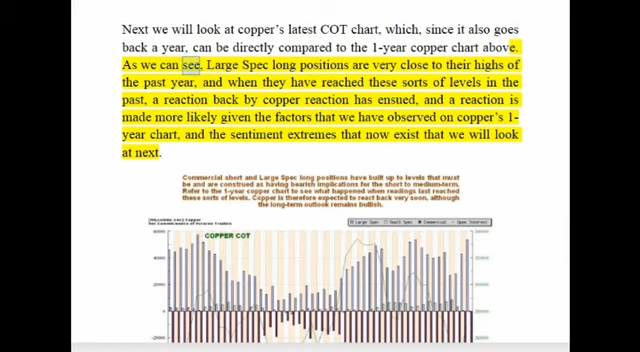 Next we will look at copper's latest COT chart, which, since it also goes
back a year, can be directly compared to the 1-year copper chart above.
As we can see, Large Spec long positions are very close to their highs of
the past year, and when they have reached these sorts of levels in the
past, a reaction back by copper reaction has ensued, and a reaction is
made more likely given the factors that we have observed on copper's 1-
year chart, and the sentiment extremes that now exist that we will look
at next.
Commercial short and Large Spec long positions have built up to levels that must
be and are construed as having bearish implications for the short to medium-term.
Refer to the 1-year copper chart to see what happened when readings last reached
these sorts of levels. Copper is therefore expected to react back very soon, although
the long-term outlook remains bullish.
Copper
Net Commitments of Futures Traders
Large Spec Small Spec Commercial Open Interest
COPPER COT